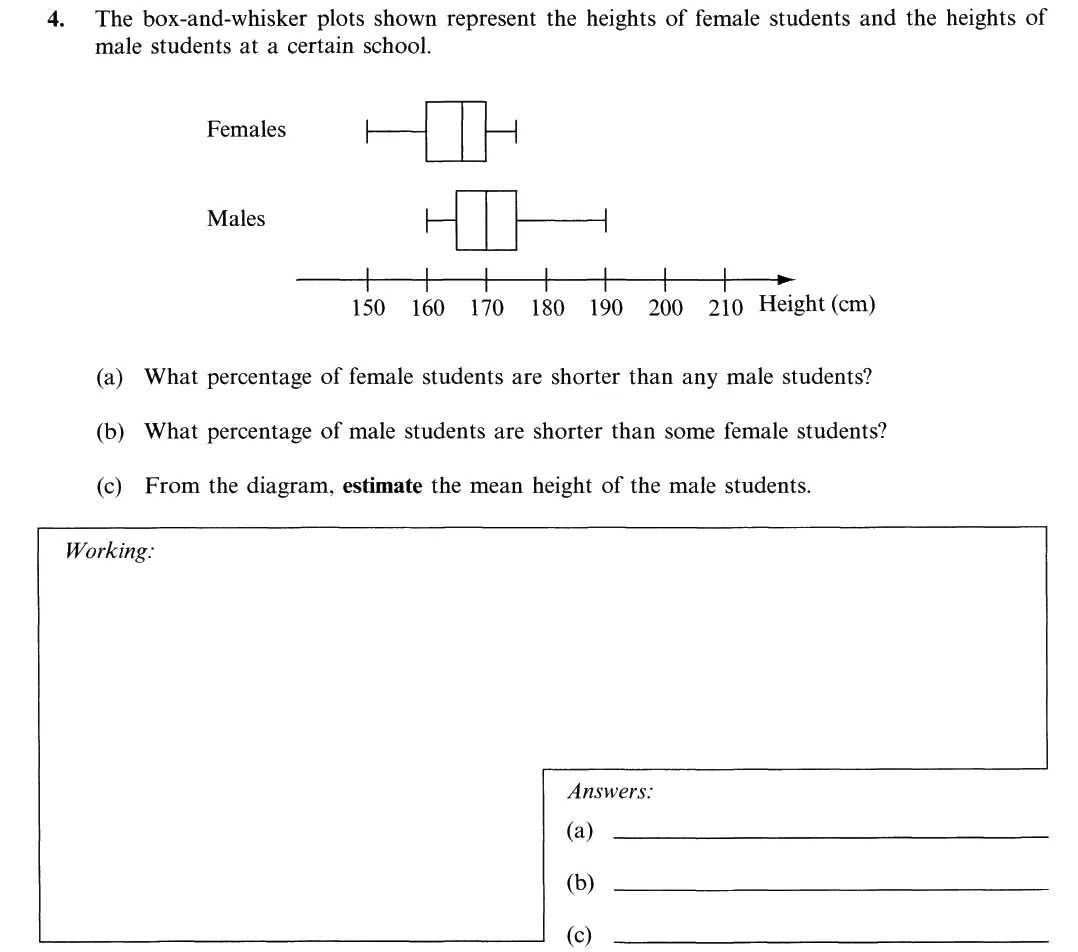 4. The box-and-whisker plots shown represent the heights of female students and the heights of
male students at a certain school.
Females
Males
150 160 170 180 190 200 210 Height (cm)
(a) What percentage of female students are shorter than any male students?
(b) What percentage of male students are shorter than some female students?
(c) From the diagram, estimate the mean height of the male students.
Working:
Answers:
(a)
(b)
(c)